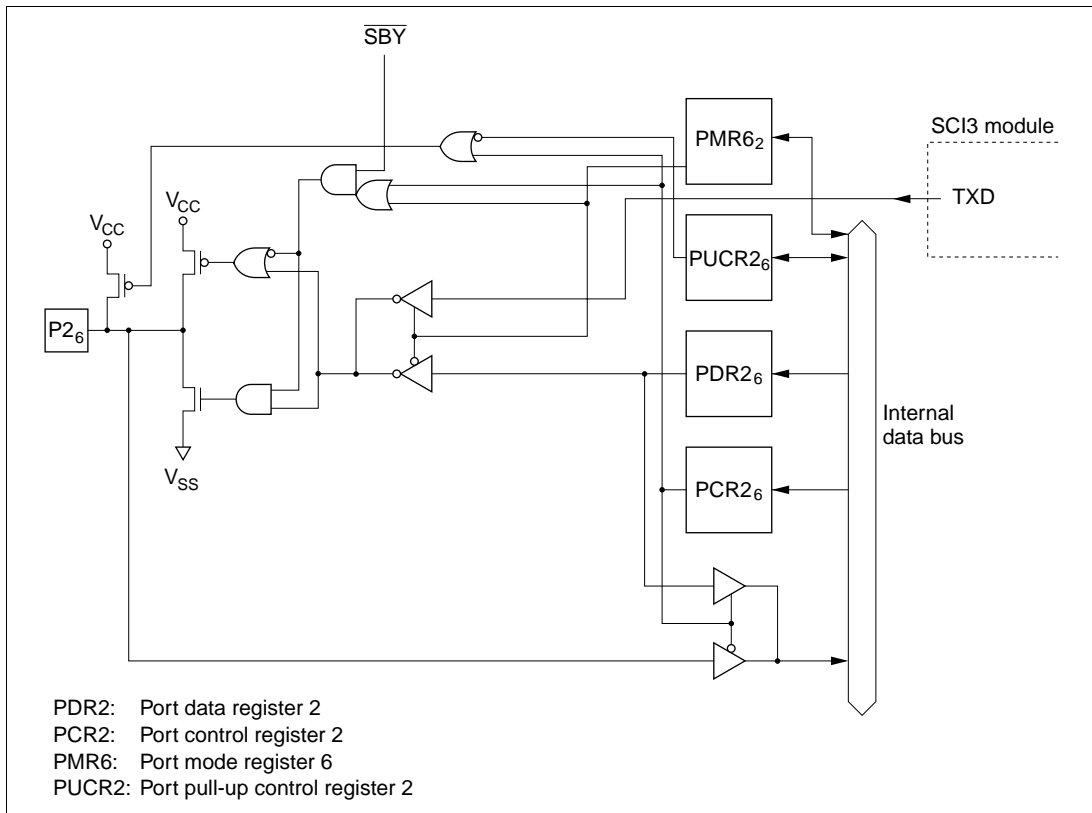 SBY
PMR6₂
SCI3 module
TXD
V_CC
V_CC
PUCR2₆
P2₆
PDR2₆
Internal
data bus
V_SS
PCR2₆
PDR2: Port data register 2
PCR2: Port control register 2
PMR6: Port mode register 6
PUCR2: Port pull-up control register 2